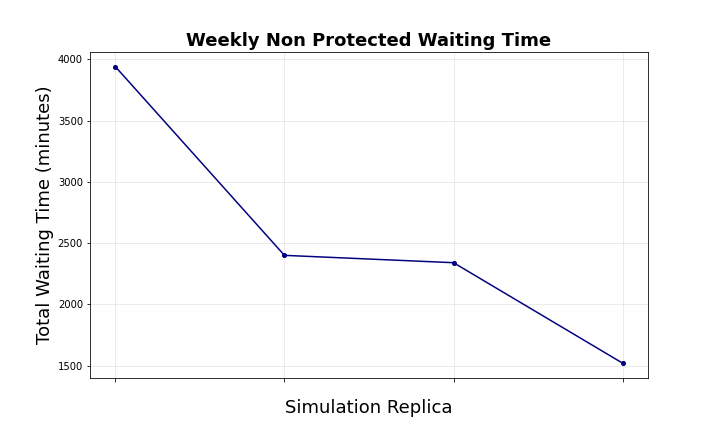 Weekly Non Protected Waiting Time
4000
3500
3000
2500
2000
1500
Total Waiting Time (minutes)
Simulation Replica